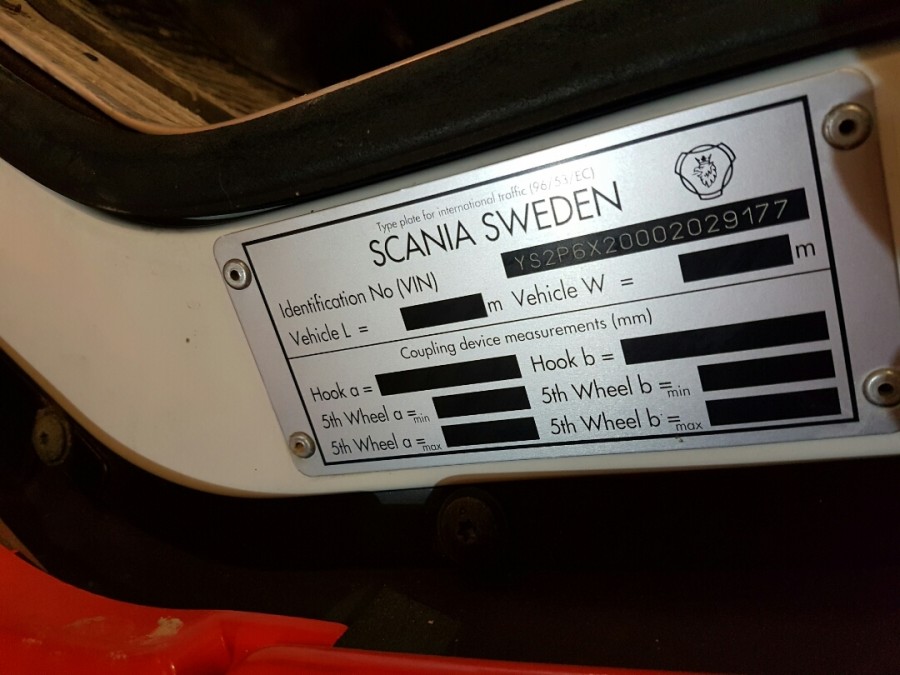 Type plate for international traffic (96/53/EC)
SCANIA SWEDEN
Identification No (VIN) YS2P6X20002029177
Vehicle L = m Vehicle W = m
Coupling device measurements (mm)
Hook a = Hook b =
5th Wheel a =min 5th Wheel b =min
5th Wheel a =max 5th Wheel b =max